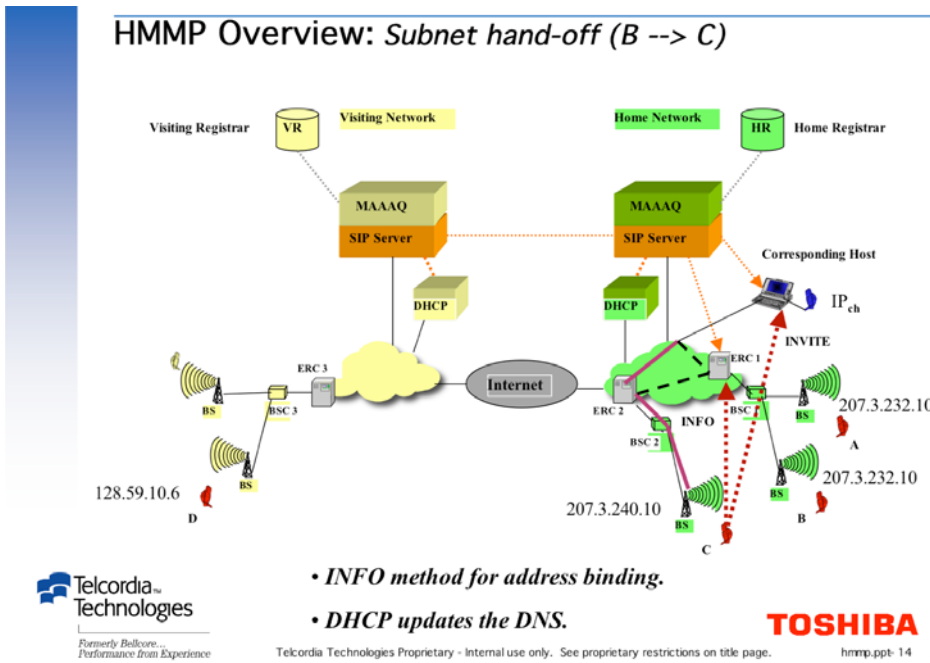 HMMP Overview: Subnet hand-off (B --> C)
Visiting Registrar
VR
Visiting Network
Home Network
HR
Home Registrar
MAAAQ
SIP Server
MAAAQ
SIP Server
Corresponding Host
DHCP
DHCP
IPch
INVITE
ERC 3
ERC 1
Internet
ERC 2
BS
BSC 3
BSC 1
BS
207.3.232.10
INFO
BSC 2
A
BS
128.59.10.6
D
207.3.240.10
BS
C
BS
207.3.232.10
B
• INFO method for address binding.
• DHCP updates the DNS.
Telcordia™
Technologies
Formerly Bellcore...
Performance from Experience
Telcordia Technologies Proprietary - Internal use only. See proprietary restrictions on title page.
TOSHIBA
hmmp.ppt- 14